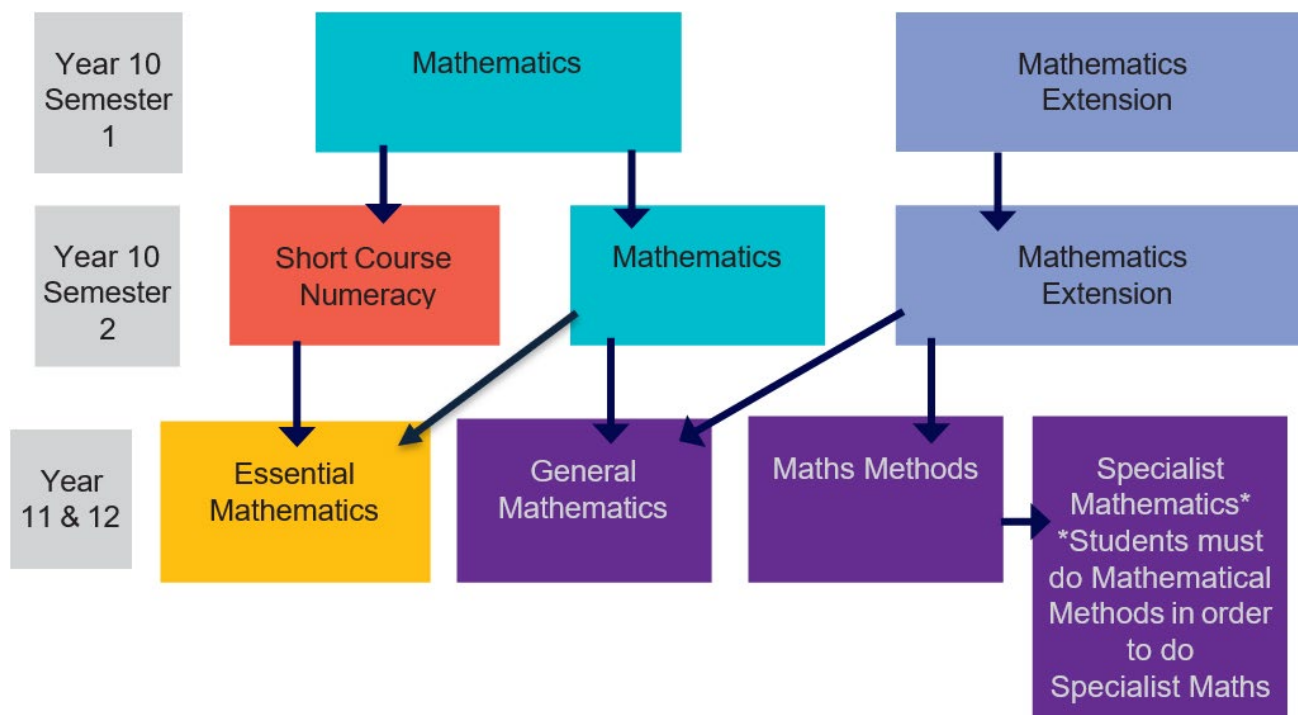 Year 10
Semester
1
Mathematics
Mathematics
Extension
Year 10
Semester
2
Short Course
Numeracy
Mathematics
Mathematics
Extension
Year
11 & 12
Essential
Mathematics
General
Mathematics
Maths Methods
Specialist
Mathematics*
*Students must
do Mathematical
Methods in order
to do
Specialist Maths